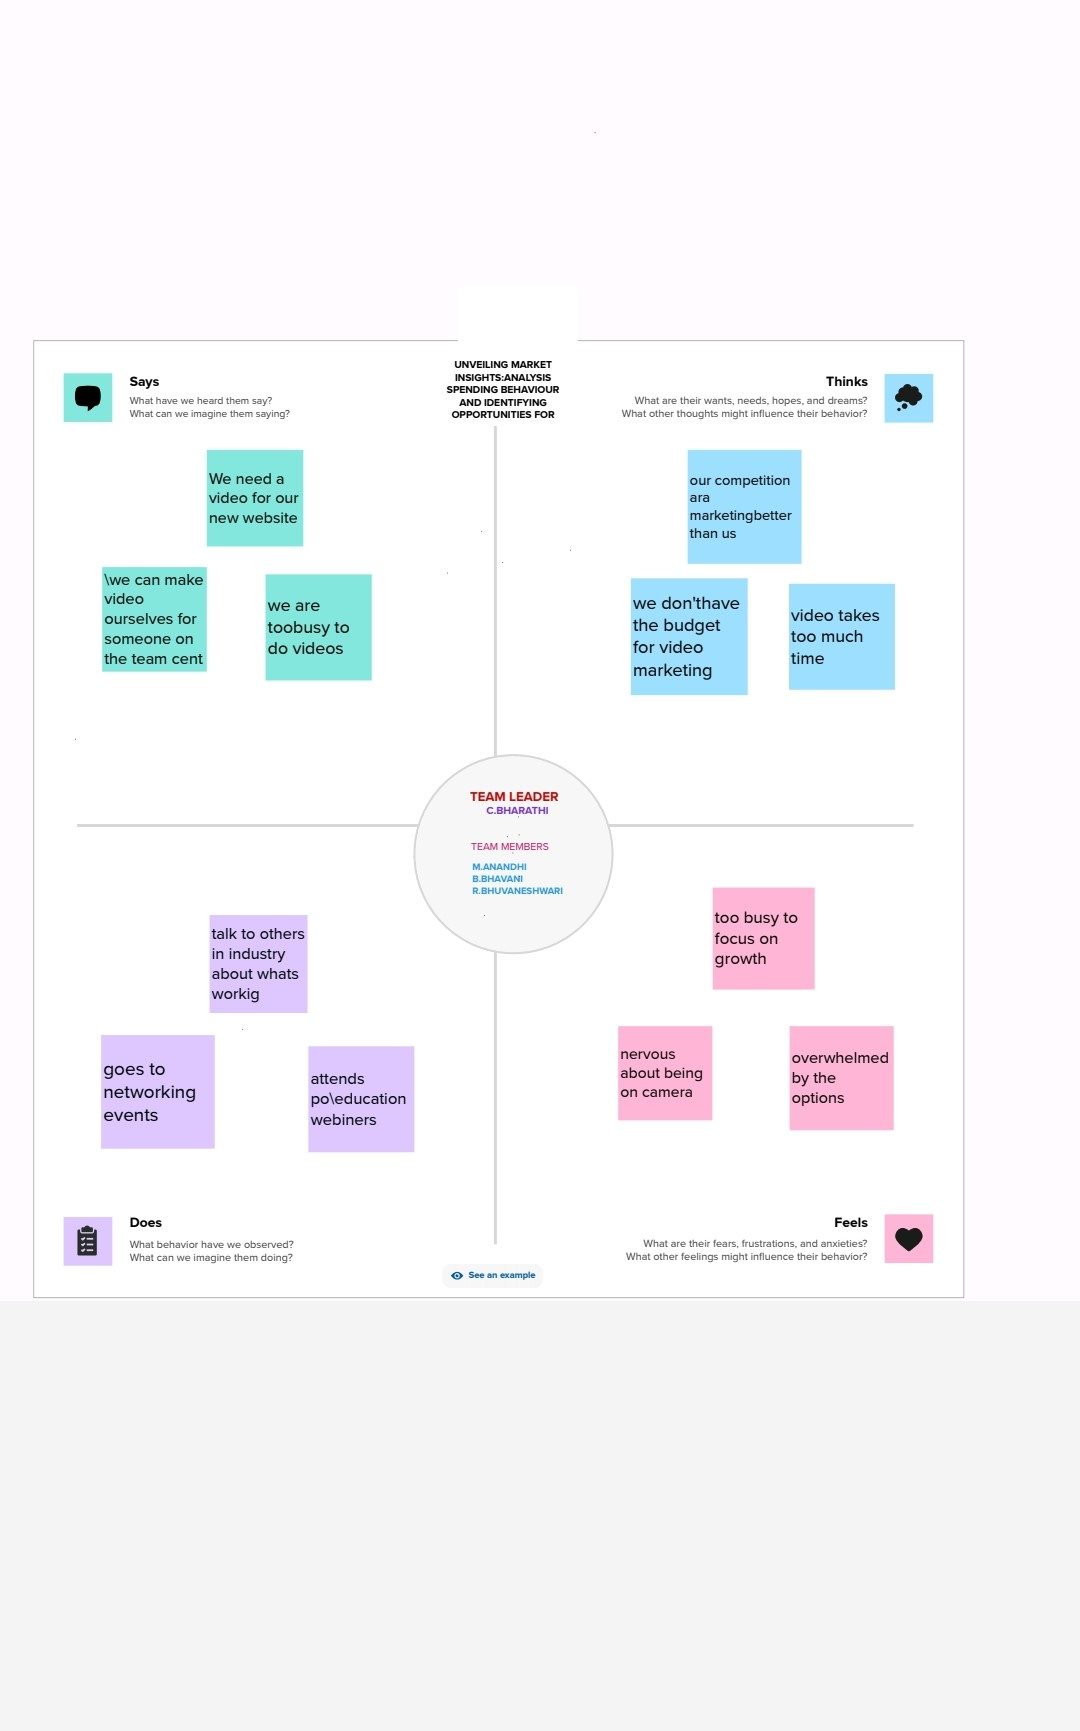 UNVEILING MARKET
INSIGHTS:ANALYSIS
SPENDING BEHAVIOUR
AND IDENTIFYING
OPPORTUNITIES FOR
Says
What have we heard them say?
What can we imagine them saying?
Thinks
What are their wants, needs, hopes, and dreams?
What other thoughts might influence their behavior?
We need a
video for our
new website
\we can make
video
ourselves for
someone on
the team cent
we are
toobusy to
do videos
our competition
ara
marketingbetter
than us
we don'thave
the budget
for video
marketing
video takes
too much
time
TEAM LEADER
C.BHARATHI
TEAM MEMBERS
M.ANANDHI
B.BHAVANI
R.BHUVANESHWARI
talk to others
in industry
about whats
workig
goes to
networking
events
attends
po\education
webiners
too busy to
focus on
growth
nervous
about being
on camera
overwhelmed
by the
options
Does
What behavior have we observed?
What can we imagine them doing?
Feels
What are their fears, frustrations, and anxieties?
What other feelings might influence their behavior?
See an example